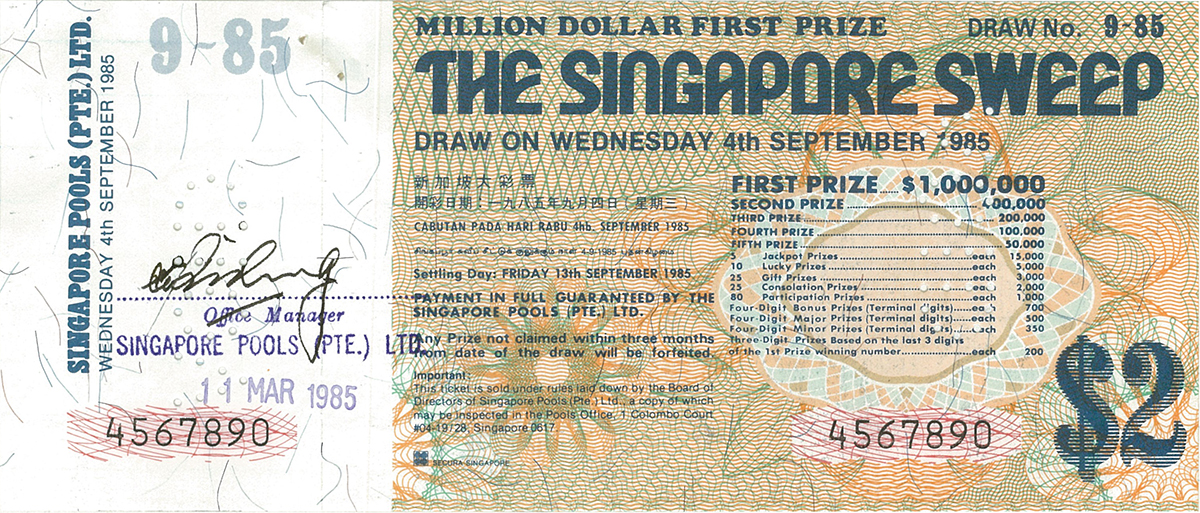 SINGAPORE POOLS (PTE.) LTD.
WEDNESDAY 4th SEPTEMBER 1985
9-85
Office Manager
SINGAPORE POOLS (PTE.) LTD.
11 MAR 1985
4567890
MILLION DOLLAR FIRST PRIZE DRAW No. 9-85
THE SINGAPORE SWEEP
DRAW ON WEDNESDAY 4th SEPTEMBER 1985
新加坡大彩票
開彩日期：一九八五年九月四日（星期三）
CABUTAN PADA HARI RABU 4hb. SEPTEMBER 1985
4-9-1985
Settling Day: FRIDAY 13th SEPTEMBER 1985
PAYMENT IN FULL GUARANTEED BY THE
SINGAPORE POOLS (PTE.) LTD.
Any Prize not claimed within three months
from date of the draw will be forfeited.
Important:
This ticket is sold under rules laid down by the Board of
Directors of Singapore Pools (Pte.) Ltd., a copy of which
may be inspected in the Pools Office, 1 Colombo Court
#04-19/28, Singapore 0617.
SECURA SINGAPORE
FIRST PRIZE..... $1,000,000
SECOND PRIZE..... 400,000
THIRD PRIZE..... 200,000
FOURTH PRIZE..... 100,000
FIFTH PRIZE..... 50,000
5 Jackpot Prizes.....each 15,000
10 Lucky Prizes.....each 5,000
25 Gift Prizes.....each 3,000
25 Consolation Prizes.....each 2,000
80 Participation Prizes.....each 1,000
Four-Digit Bonus Prizes (Terminal digits)...each 700
Four-Digit Major Prizes (Terminal digits)...each 500
Four-Digit Minor Prizes (Terminal digits)...each 350
Three-Digit Prizes Based on the last 3 digits
of the 1st Prize winning number.....each 200
4567890
$2